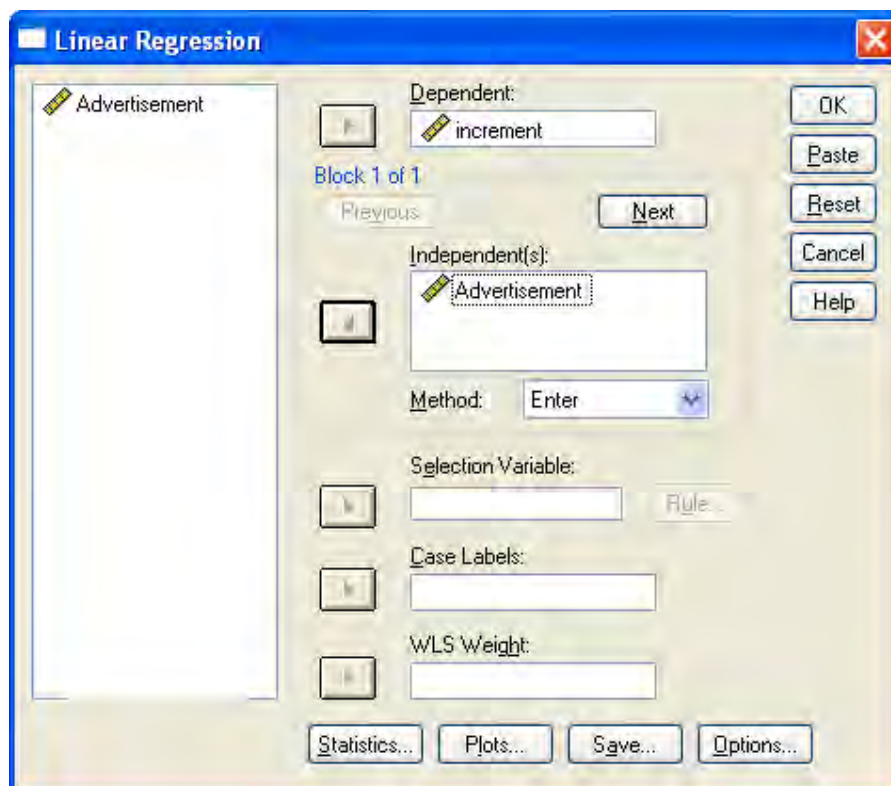 Linear Regression
Advertisement
Dependent:
increment
Block 1 of 1
Previous
Next
Independent(s):
Advertisement
Method:
Enter
Selection Variable:
Rule...
Case Labels:
WLS Weight:
OK
Paste
Reset
Cancel
Help
Statistics...
Plots...
Save...
Options...